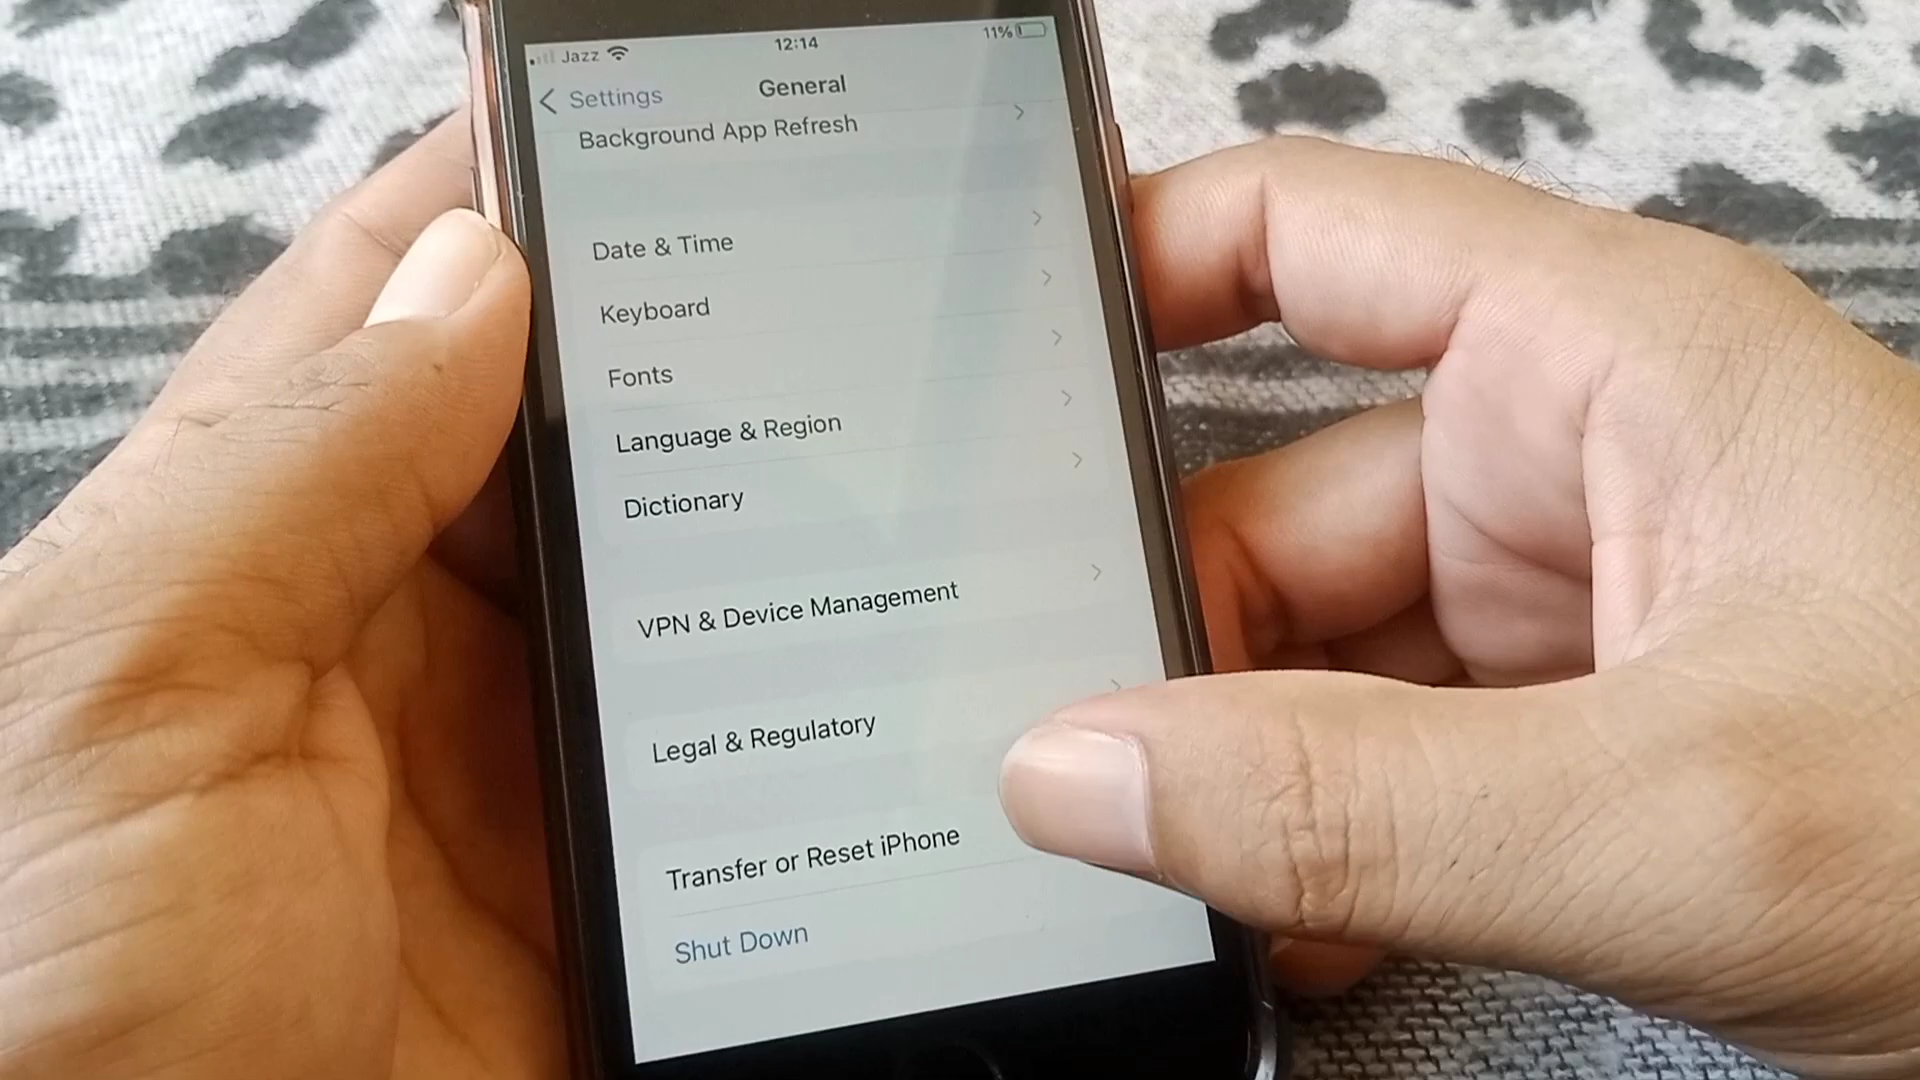 Jazz 12:14 11%
Settings General
Background App Refresh
Date & Time
Keyboard
Fonts
Language & Region
Dictionary
VPN & Device Management
Legal & Regulatory
Transfer or Reset iPhone
Shut Down